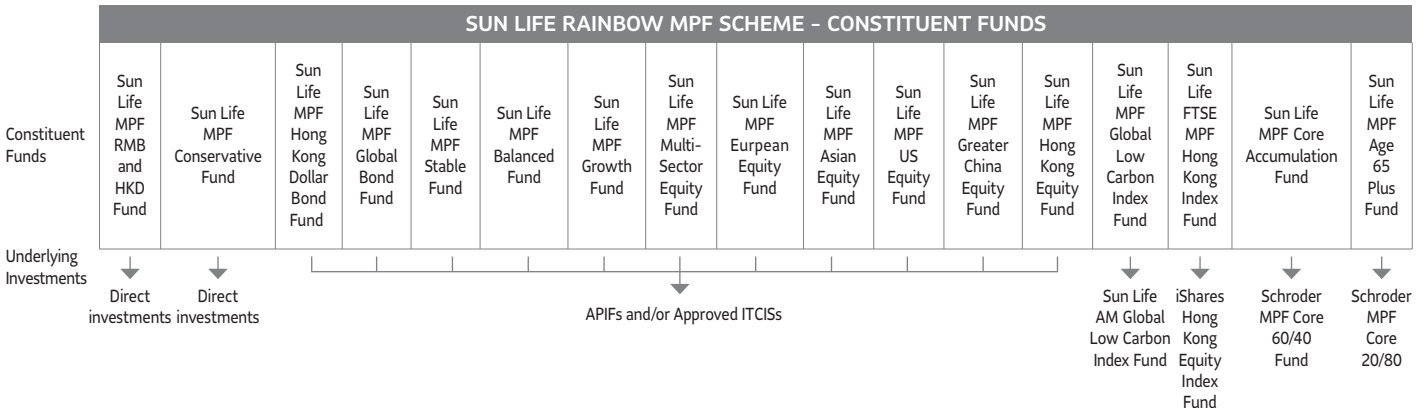 SUN LIFE RAINBOW MPF SCHEME – CONSTITUENT FUNDS
Constituent
Funds
Sun
Life
MPF
RMB
and
HKD
Fund
Sun Life
MPF
Conservative
Fund
Sun
Life
MPF
Hong
Kong
Dollar
Bond
Fund
Sun
Life
MPF
Global
Bond
Fund
Sun
Life
MPF
Stable
Fund
Sun Life
MPF
Balanced
Fund
Sun
Life
MPF
Growth
Fund
Sun
Life
MPF
Multi-
Sector
Equity
Fund
Sun Life
MPF
Eurpean
Equity
Fund
Sun
Life
MPF
Asian
Equity
Fund
Sun
Life
MPF
US
Equity
Fund
Sun
Life
MPF
Greater
China
Equity
Fund
Sun
Life
MPF
Hong
Kong
Equity
Fund
Sun
Life
MPF
Global
Low
Carbon
Index
Fund
Sun
Life
FTSE
MPF
Hong
Kong
Index
Fund
Sun Life
MPF Core
Accumulation
Fund
Sun
Life
MPF
Age
65
Plus
Fund
Underlying
Investments
Direct
investments
Direct
investments
APIFs and/or Approved ITCISs
Sun Life
AM Global
Low Carbon
Index Fund
iShares
Hong
Kong
Equity
Index
Fund
Schroder
MPF Core
60/40
Fund
Schroder
MPF
Core
20/80